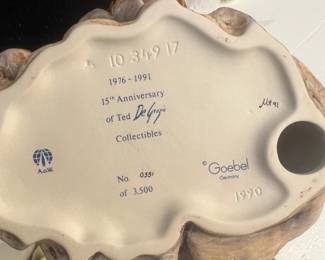 10 349 17
1976 - 1991
15th Anniversary
of Ted DeGrazia
Collectibles
No. 0351
of 3,500
© Goebel
Germany
1990